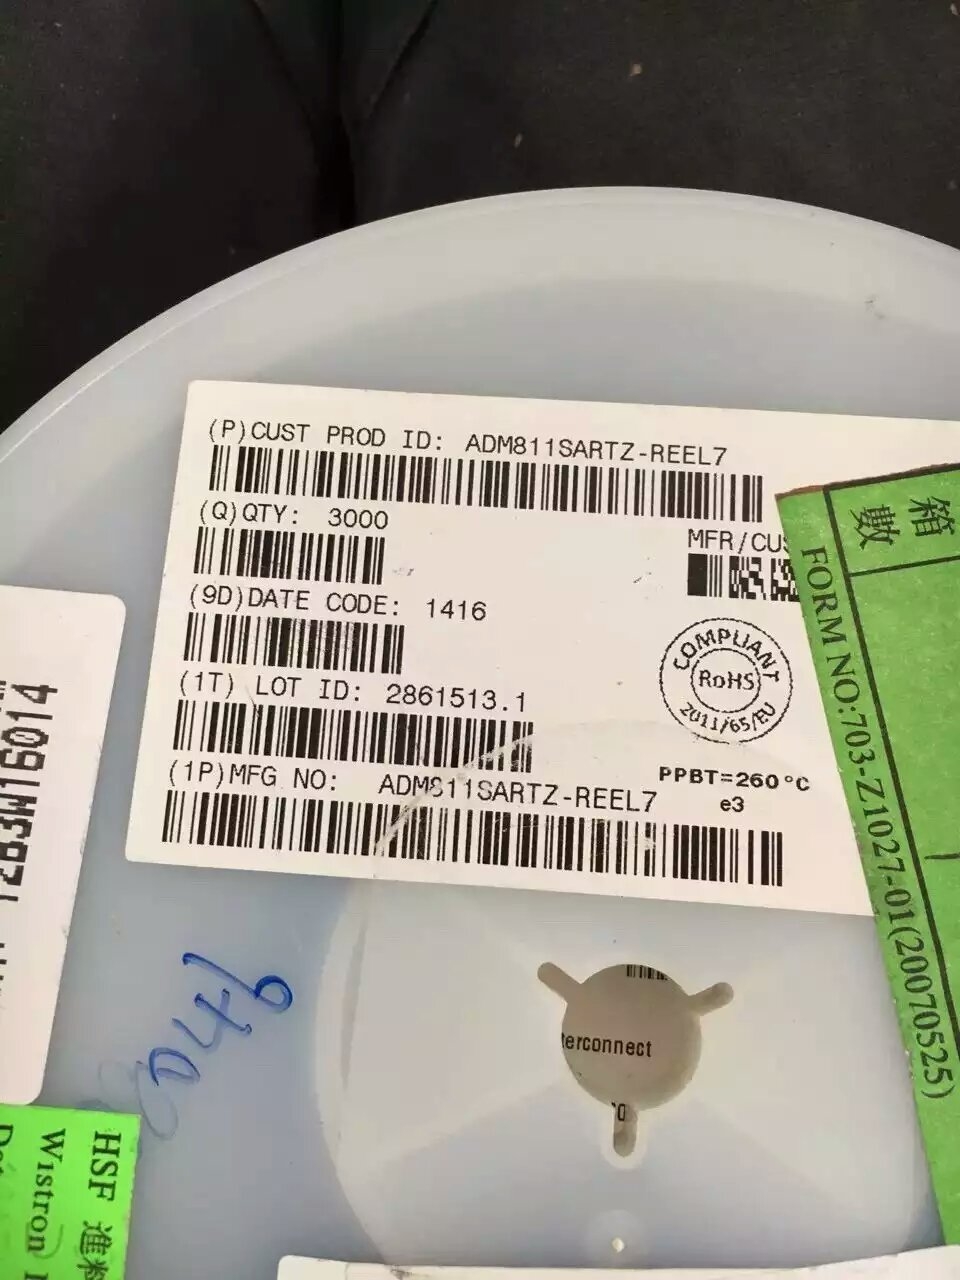 (P)CUST PROD ID: ADM811SARTZ-REEL7
(Q)QTY: 3000
MFR/CUS
(9D)DATE CODE: 1416
(1T) LOT ID: 2861513.1
COMPLIANT
RoHS
2011/65/EU
(1P)MFG NO: ADM811SARTZ-REEL7
PPBT=260°C
e3
箱
數
FORM NO:703-Z1027-01(20070525)
terconnect
HSF 進料
Wistron